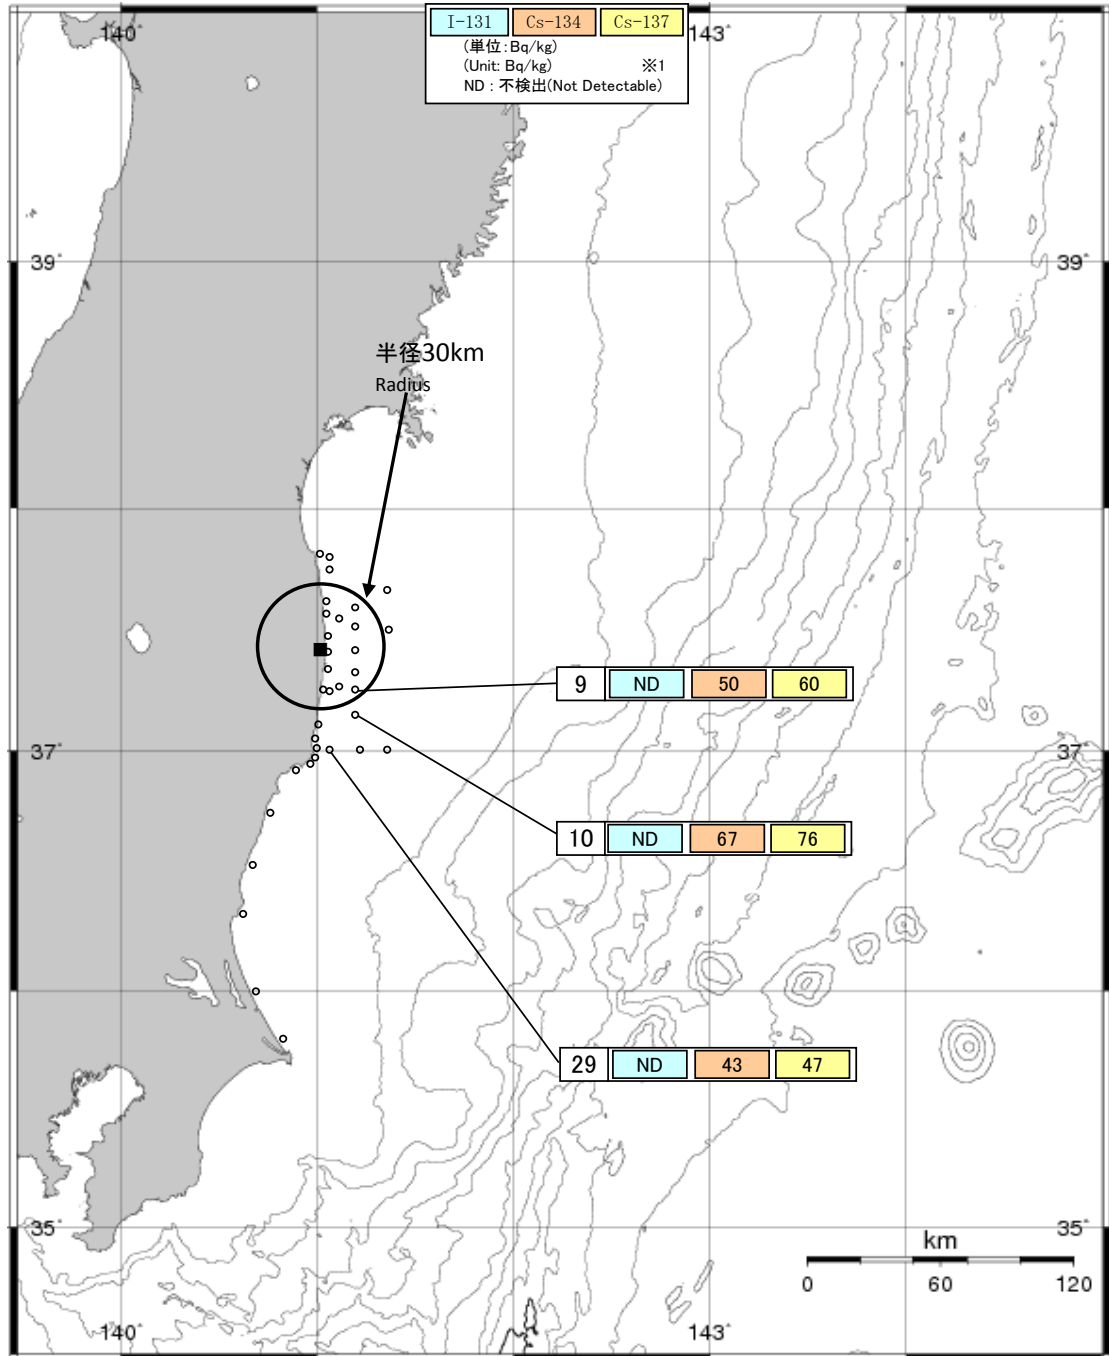 140°
143°
I-131 Cs-134 Cs-137
(単位:Bq/kg)
(Unit: Bq/kg) ※1
ND : 不検出(Not Detectable)
39° 39°
半径30km
Radius
9 ND 50 60
37° 37°
10 ND 67 76
29 ND 43 47
35° 35°
km
0 60 120
140° 143°